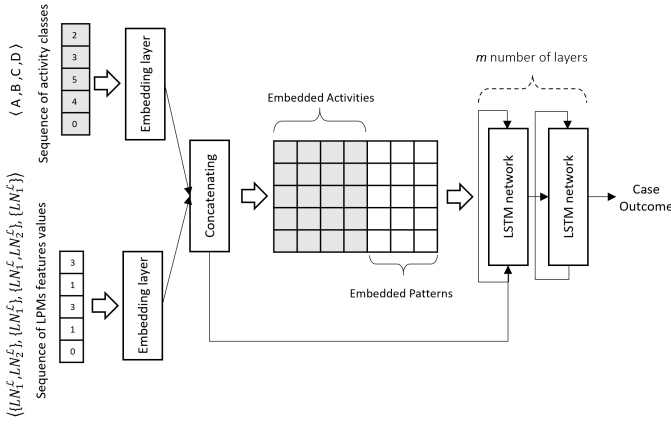 ⟨ A , B , C , D ⟩
Sequence of activity classes
2
3
5
4
0
Embedding layer
⟨{LN₁^ℒ, LN₂^ℒ}, {LN₁^ℒ}, {LN₁^ℒ, LN₂^ℒ}, {LN₁^ℒ}⟩
Sequence of LPMs features values
3
1
3
1
0
Embedding layer
Concatenating
Embedded Activities
Embedded Patterns
m number of layers
LSTM network
LSTM network
Case
Outcome